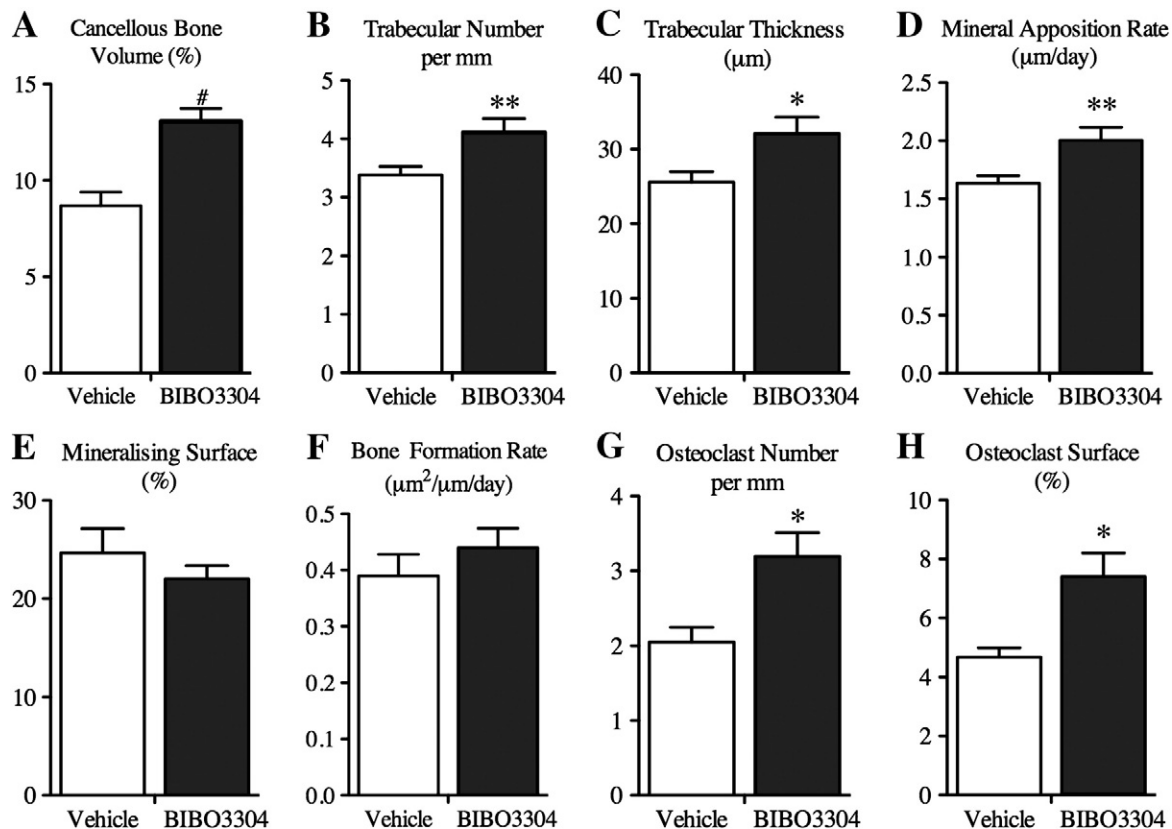 A
Cancellous Bone
Volume (%)
15
10
5
0
#
Vehicle
BIBO3304
B
Trabecular Number
per mm
5
4
3
2
1
0
**
Vehicle
BIBO3304
C
Trabecular Thickness
(μm)
40
30
20
10
0
*
Vehicle
BIBO3304
D
Mineral Apposition Rate
(μm/day)
2.5
2.0
1.5
1.0
0.5
0.0
**
Vehicle
BIBO3304
E
Mineralising Surface
(%)
30
20
10
0
Vehicle
BIBO3304
F
Bone Formation Rate
(μm²/μm/day)
0.5
0.4
0.3
0.2
0.1
0.0
Vehicle
BIBO3304
G
Osteoclast Number
per mm
4
3
2
1
0
*
Vehicle
BIBO3304
H
Osteoclast Surface
(%)
10
8
6
4
2
0
*
Vehicle
BIBO3304